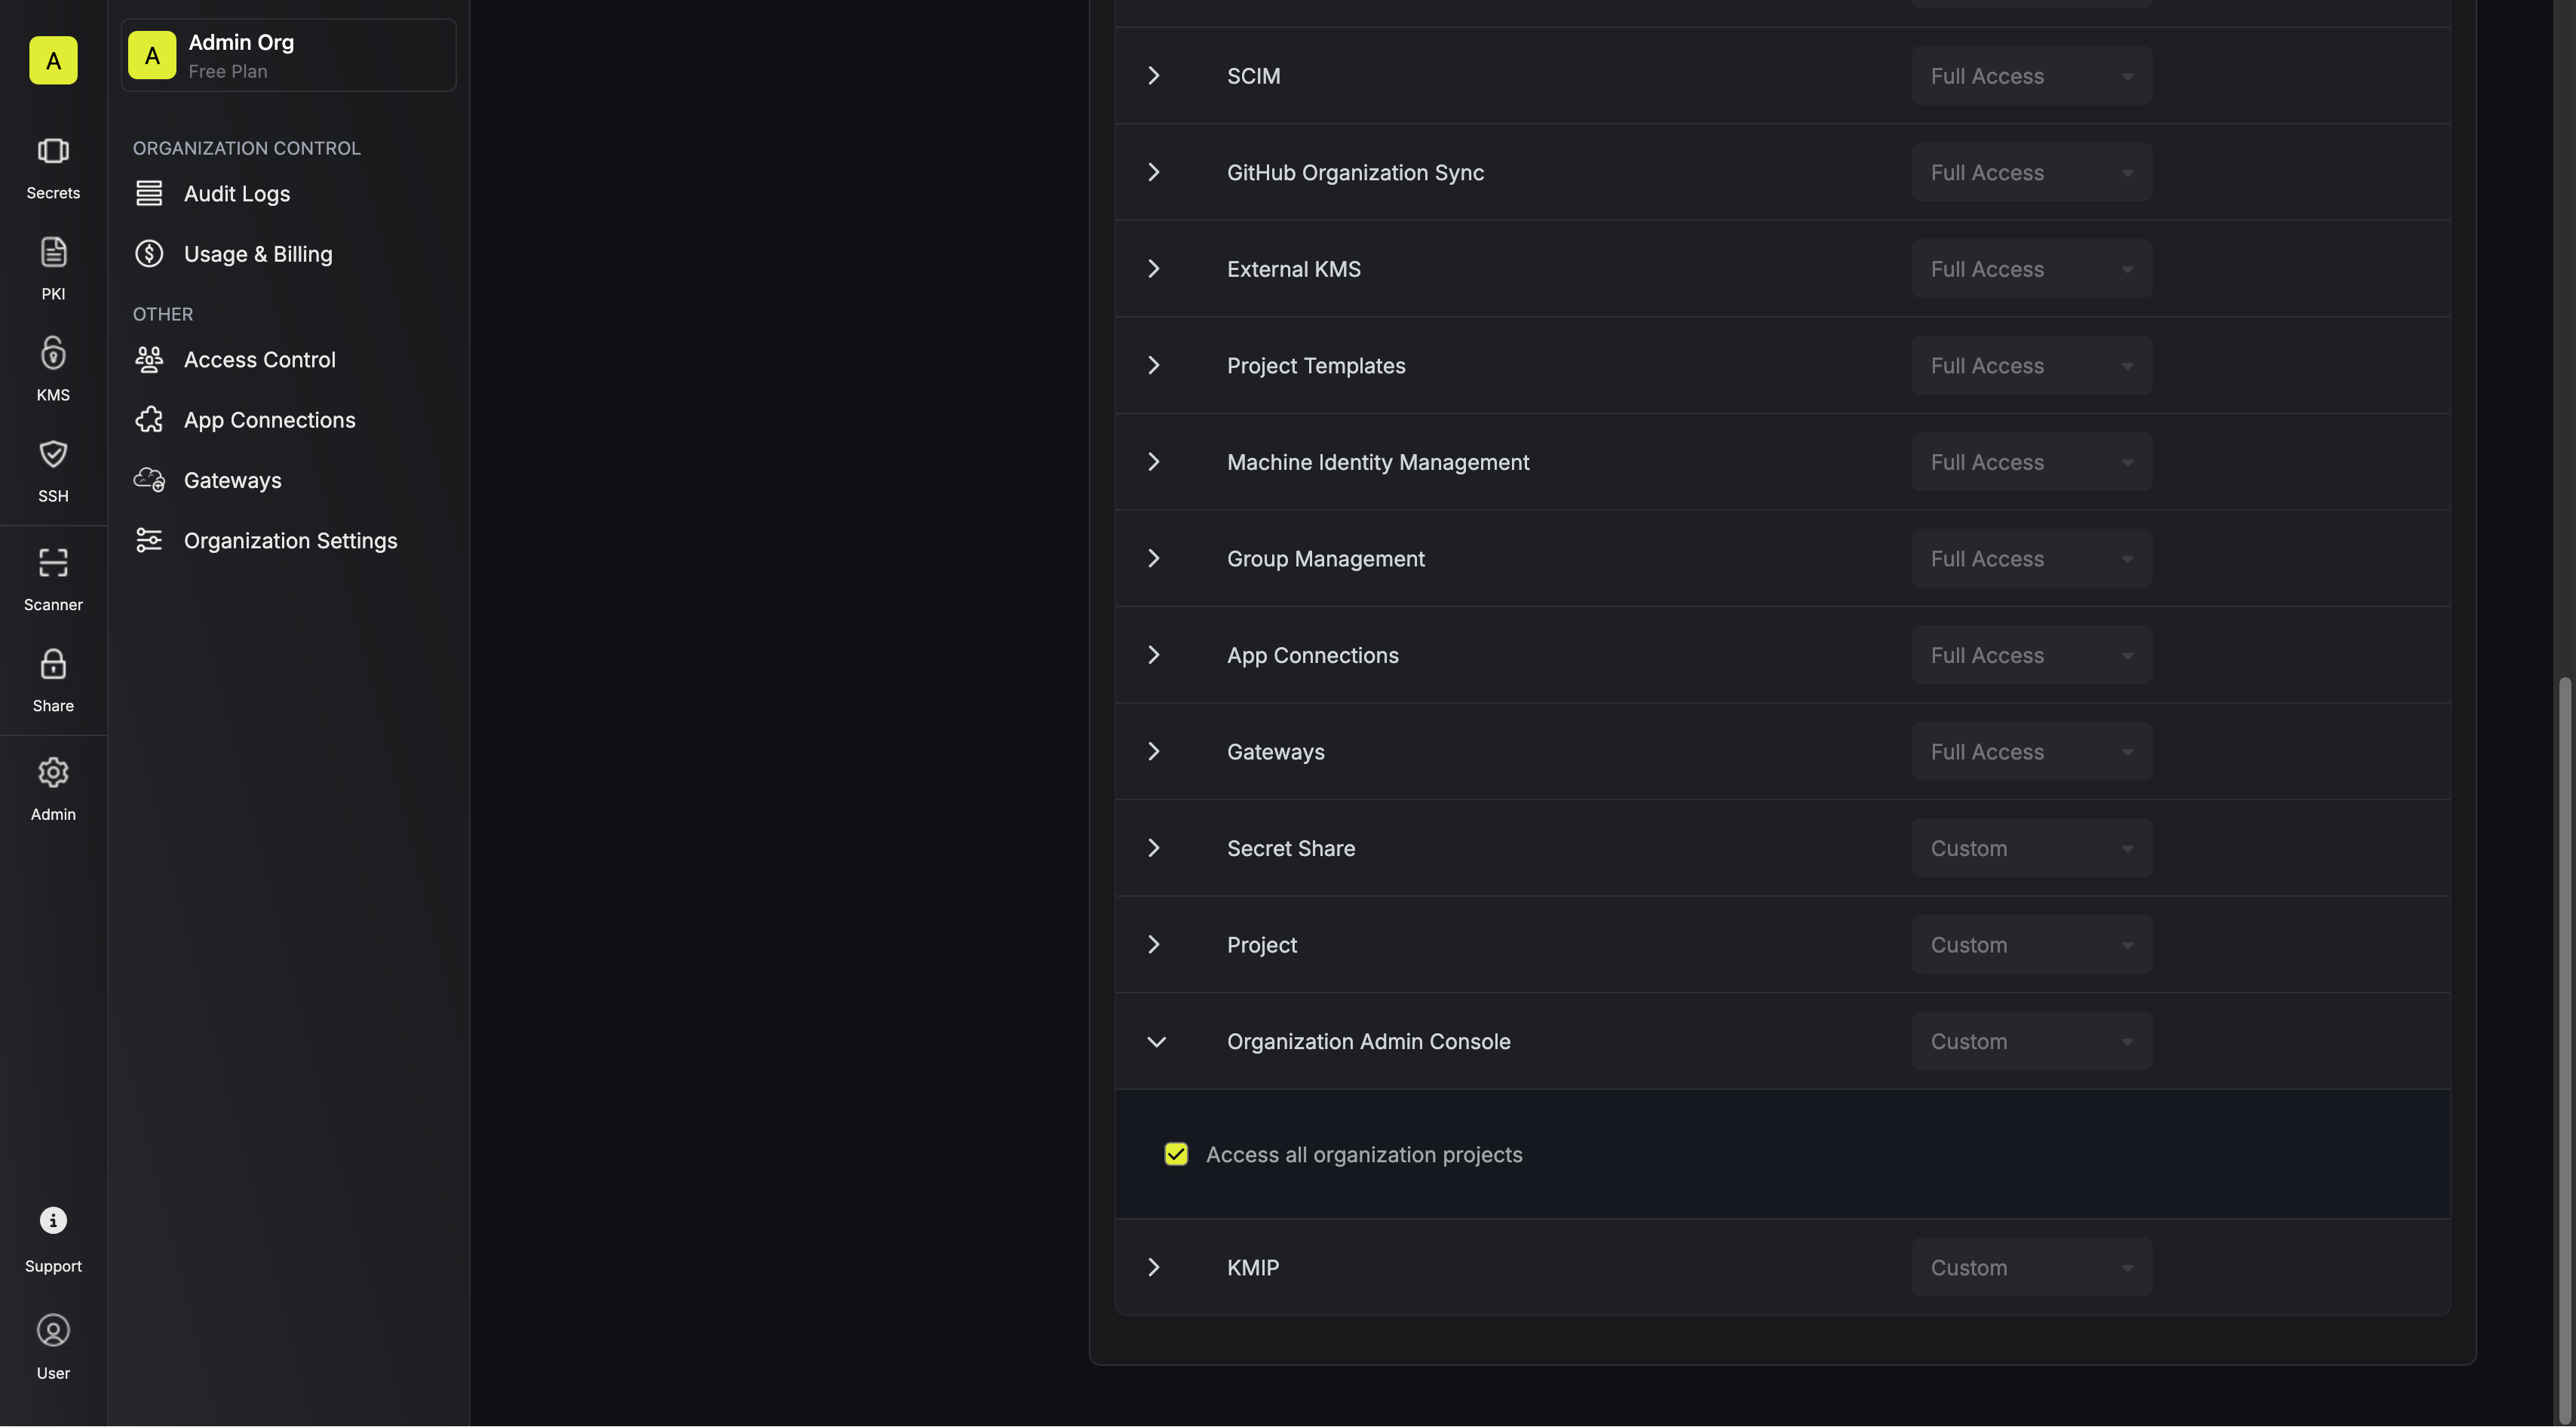 A
Secrets
PKI
KMS
SSH
Scanner
Share
Admin
Support
User
A
Admin Org
Free Plan
ORGANIZATION CONTROL
Audit Logs
Usage & Billing
OTHER
Access Control
App Connections
Gateways
Organization Settings
SCIM Full Access
GitHub Organization Sync Full Access
External KMS Full Access
Project Templates Full Access
Machine Identity Management Full Access
Group Management Full Access
App Connections Full Access
Gateways Full Access
Secret Share Custom
Project Custom
Organization Admin Console Custom
Access all organization projects
KMIP Custom